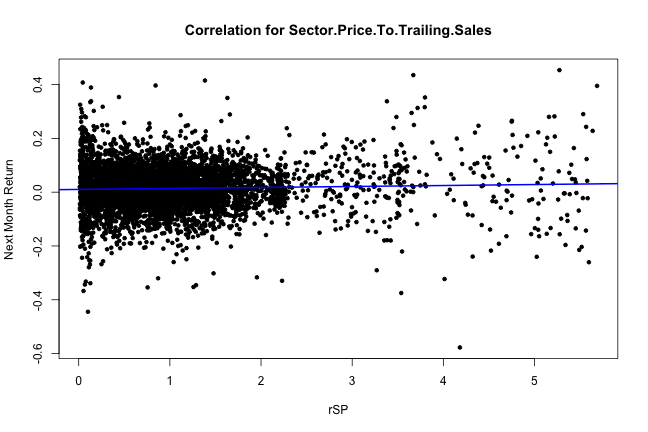 Correlation for Sector.Price.To.Trailing.Sales
Next Month Return
0.4
0.2
0.0
-0.2
-0.4
-0.6
0 1 2 3 4 5
rSP